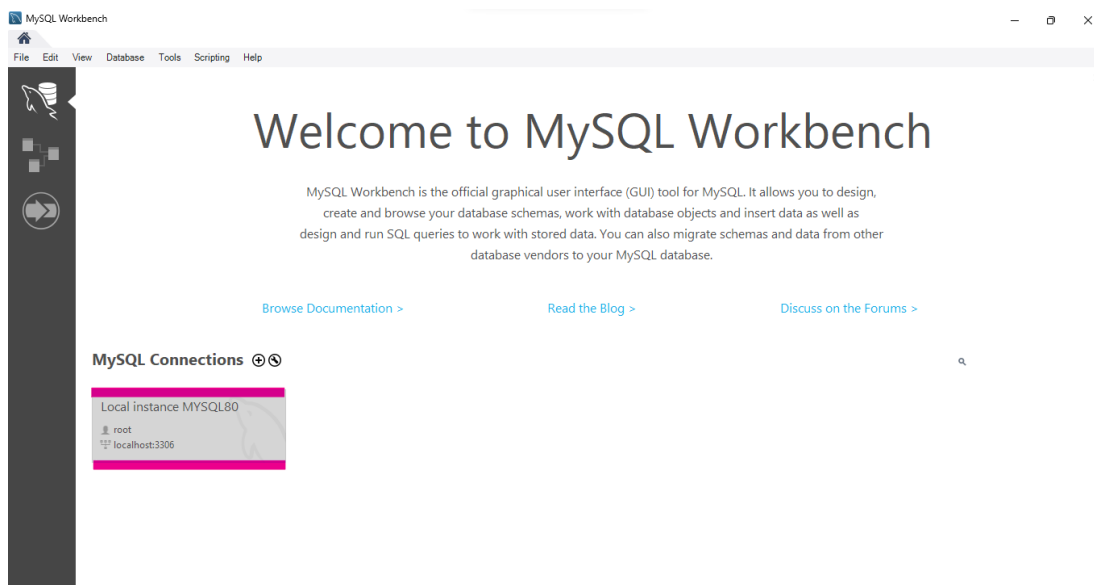 MySQL Workbench
File Edit View Database Tools Scripting Help
Welcome to MySQL Workbench
MySQL Workbench is the official graphical user interface (GUI) tool for MySQL. It allows you to design,
create and browse your database schemas, work with database objects and insert data as well as
design and run SQL queries to work with stored data. You can also migrate schemas and data from other
database vendors to your MySQL database.
Browse Documentation > Read the Blog > Discuss on the Forums >
MySQL Connections
Local instance MYSQL80
root
localhost:3306